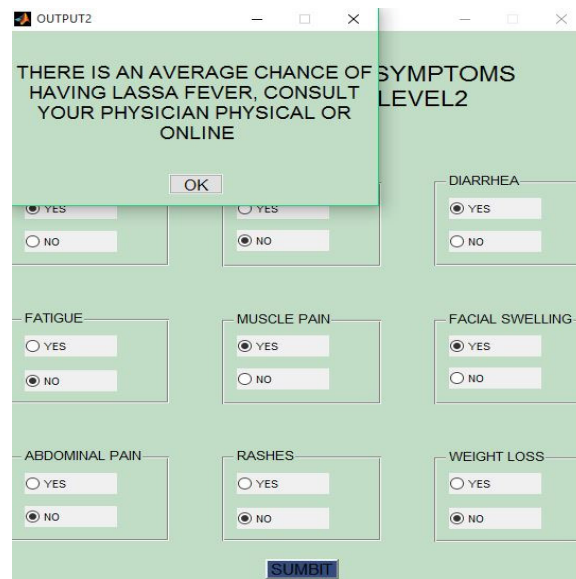 OUTPUT2
THERE IS AN AVERAGE CHANCE OF
HAVING LASSA FEVER, CONSULT
YOUR PHYSICIAN PHYSICAL OR
ONLINE
OK
SYMPTOMS
LEVEL2
DIARRHEA
YES
YES
YES
NO
NO
NO
FATIGUE
MUSCLE PAIN
FACIAL SWELLING
YES
YES
YES
NO
NO
NO
ABDOMINAL PAIN
RASHES
WEIGHT LOSS
YES
YES
YES
NO
NO
NO
SUMBIT